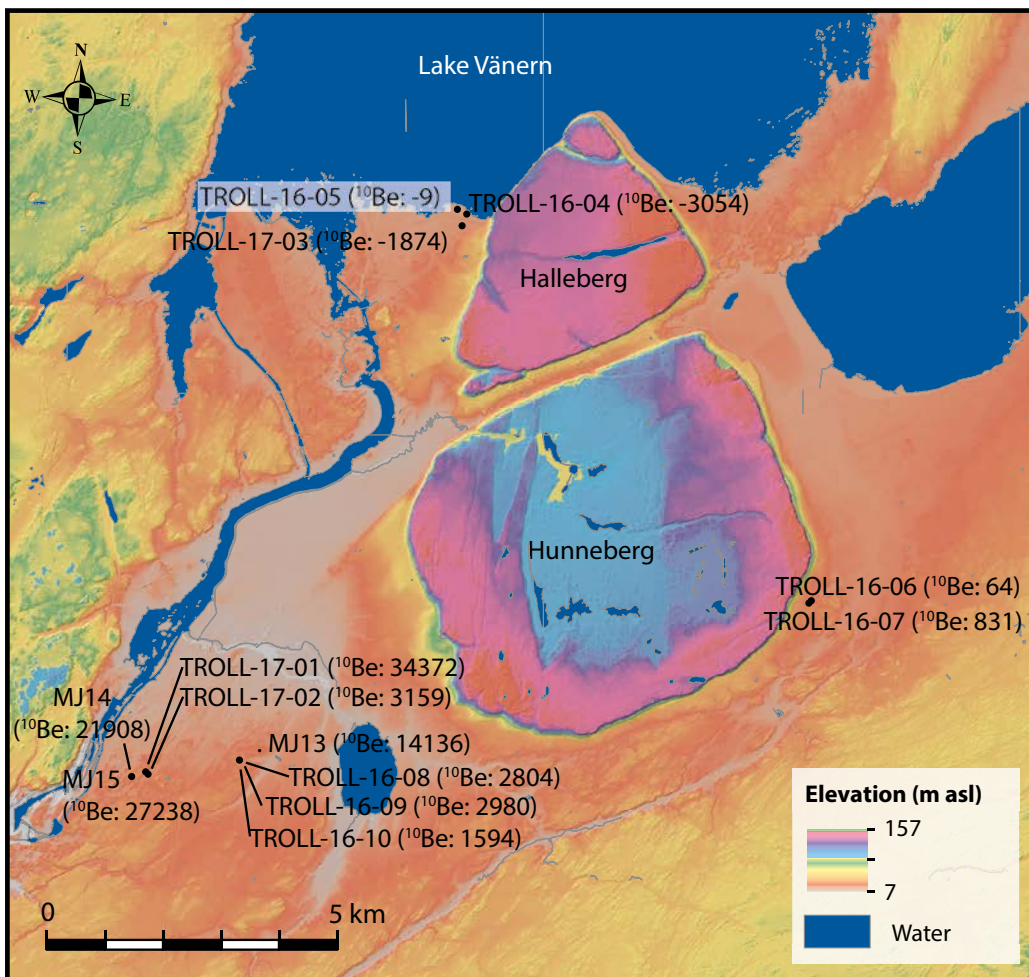 Lake Vänern
N
W E
S
TROLL-16-05 (¹⁰Be: -9)
TROLL-16-04 (¹⁰Be: -3054)
TROLL-17-03 (¹⁰Be: -1874)
Halleberg
Hunneberg
TROLL-16-06 (¹⁰Be: 64)
TROLL-16-07 (¹⁰Be: 831)
TROLL-17-01 (¹⁰Be: 34372)
TROLL-17-02 (¹⁰Be: 3159)
MJ14
(¹⁰Be: 21908)
. MJ13 (¹⁰Be: 14136)
MJ15
(¹⁰Be: 27238)
TROLL-16-08 (¹⁰Be: 2804)
TROLL-16-09 (¹⁰Be: 2980)
TROLL-16-10 (¹⁰Be: 1594)
Elevation (m asl)
157
7
Water
0 5 km